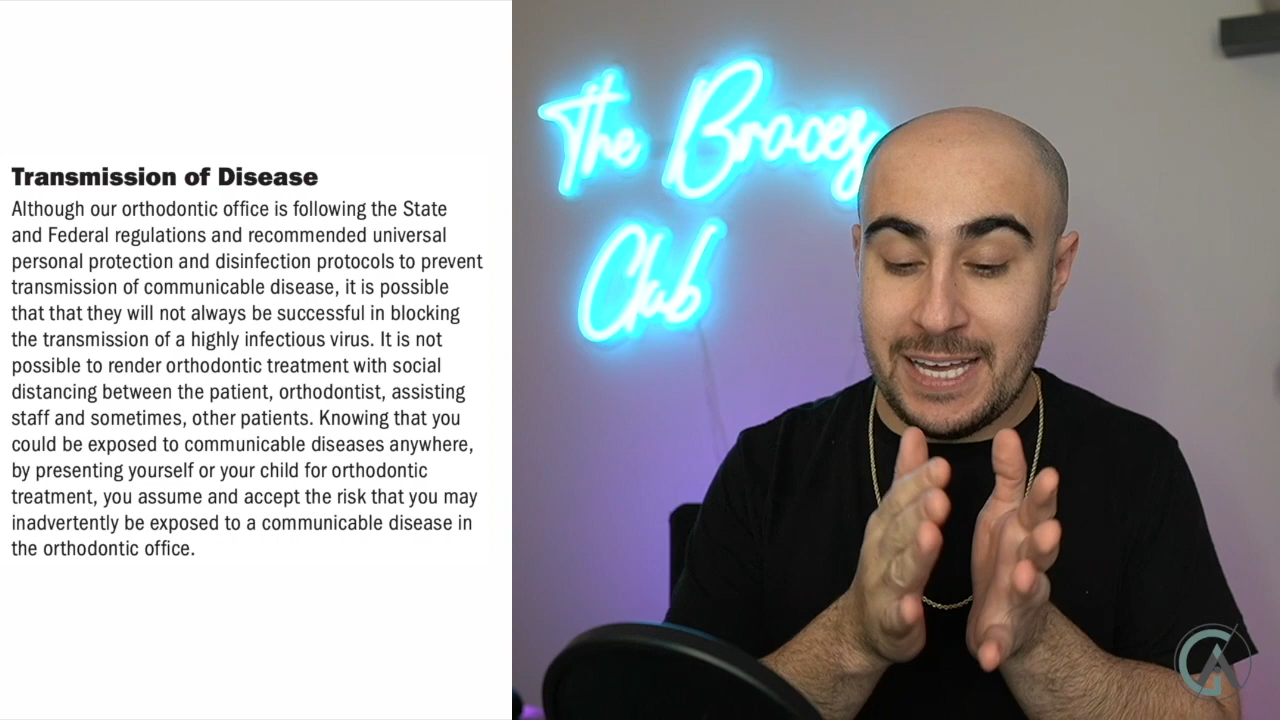 Transmission of Disease
Although our orthodontic office is following the State
and Federal regulations and recommended universal
personal protection and disinfection protocols to prevent
transmission of communicable disease, it is possible
that that they will not always be successful in blocking
the transmission of a highly infectious virus. It is not
possible to render orthodontic treatment with social
distancing between the patient, orthodontist, assisting
staff and sometimes, other patients. Knowing that you
could be exposed to communicable diseases anywhere,
by presenting yourself or your child for orthodontic
treatment, you assume and accept the risk that you may
inadvertently be exposed to a communicable disease in
the orthodontic office.
The Braces
Club
GA